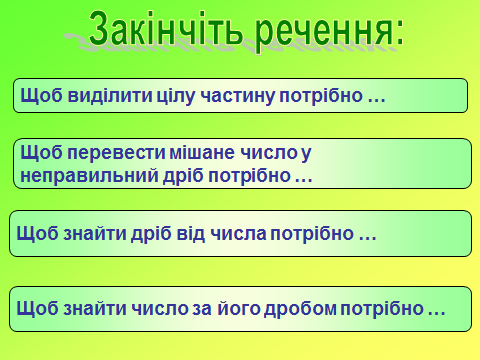 Закінчіть речення:
Щоб виділити цілу частину потрібно …
Щоб перевести мішане число у
неправильний дріб потрібно …
Щоб знайти дріб від числа потрібно …
Щоб знайти число за його дробом потрібно …